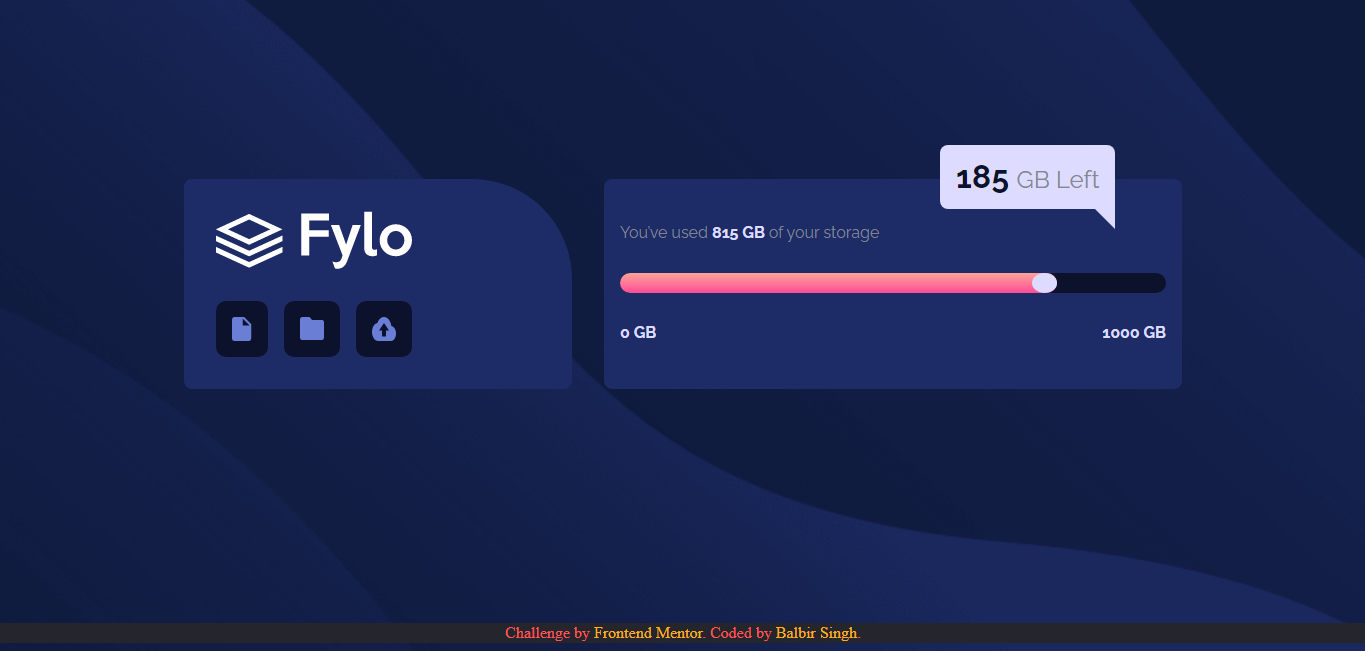 Fylo
185 GB Left
You've used 815 GB of your storage
0 GB
1000 GB
Challenge by Frontend Mentor. Coded by Balbir Singh.